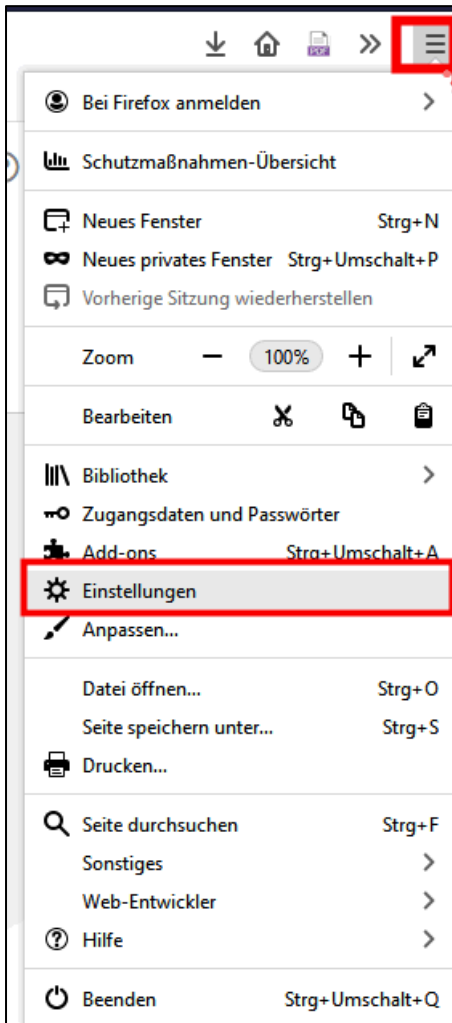 PDF
Bei Firefox anmelden
Schutzmaßnahmen-Übersicht
Neues Fenster Strg+N
Neues privates Fenster Strg+Umschalt+P
Vorherige Sitzung wiederherstellen
Zoom 100%
Bearbeiten
Bibliothek
Zugangsdaten und Passwörter
Add-ons Strg+Umschalt+A
Einstellungen
Anpassen...
Datei öffnen... Strg+O
Seite speichern unter... Strg+S
Drucken...
Seite durchsuchen Strg+F
Sonstiges
Web-Entwickler
Hilfe
Beenden Strg+Umschalt+Q